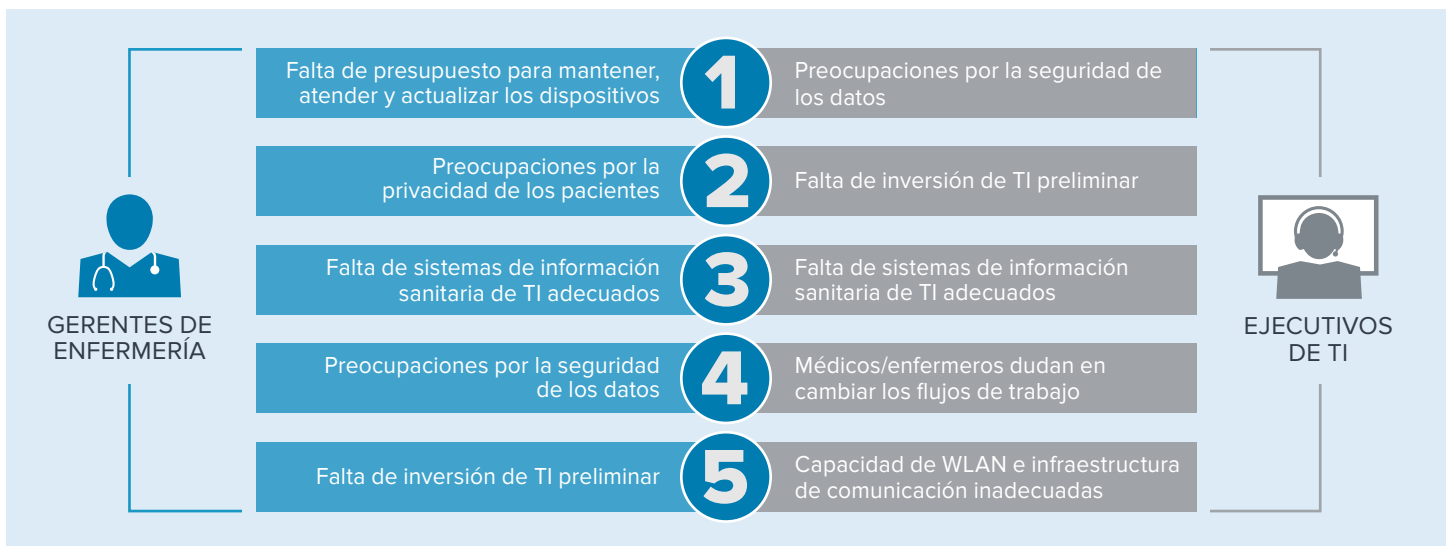 Falta de presupuesto para mantener,
atender y actualizar los dispositivos
1
Preocupaciones por la seguridad de
los datos
Preocupaciones por la
privacidad de los pacientes
2
Falta de inversión de TI preliminar
Falta de sistemas de información
sanitaria de TI adecuados
3
Falta de sistemas de información
sanitaria de TI adecuados
GERENTES DE
ENFERMERÍA
EJECUTIVOS
DE TI
Preocupaciones por la seguridad
de los datos
4
Médicos/enfermeros dudan en
cambiar los flujos de trabajo
Falta de inversión de TI preliminar
5
Capacidad de WLAN e infraestructura
de comunicación inadecuadas